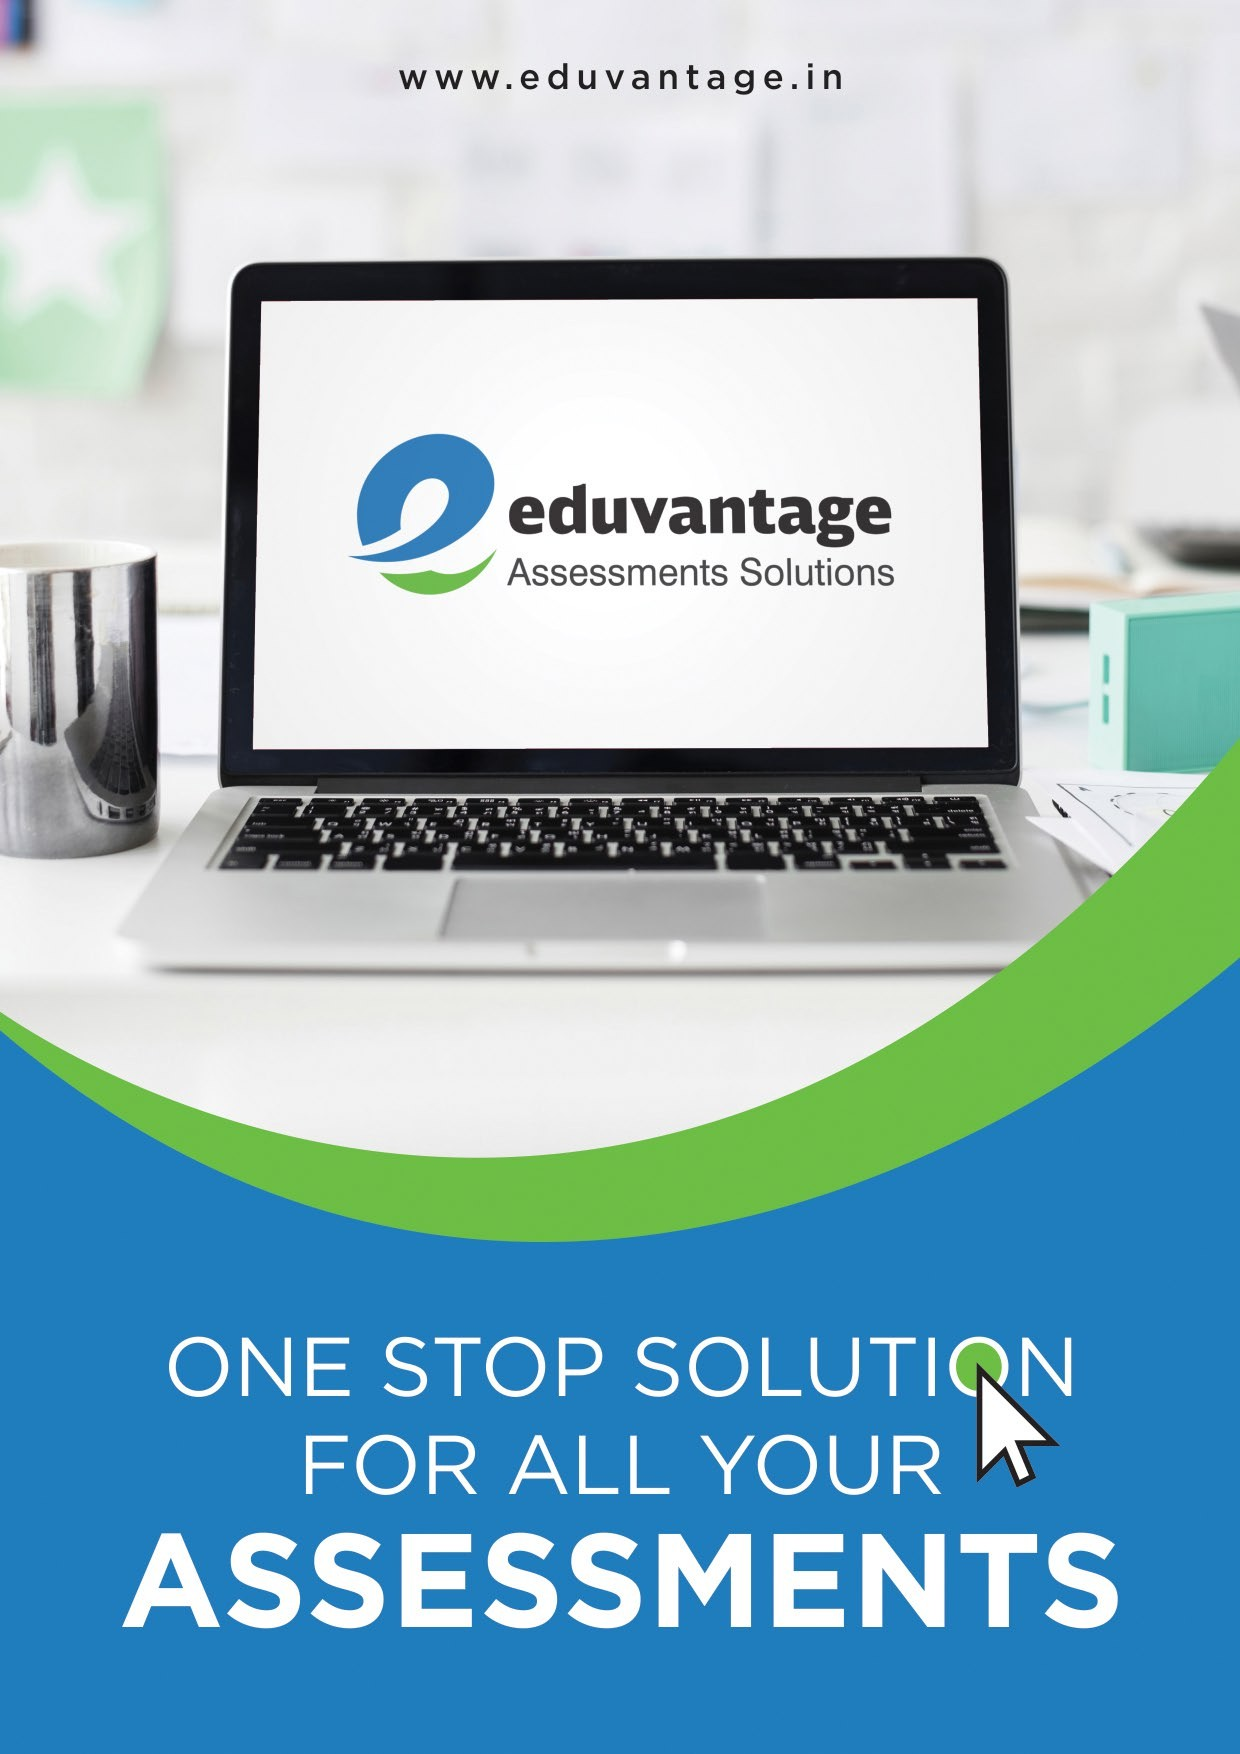 www.eduvantage.in
eduvantage
Assessments Solutions
ONE STOP SOLUTION
FOR ALL YOUR
ASSESSMENTS